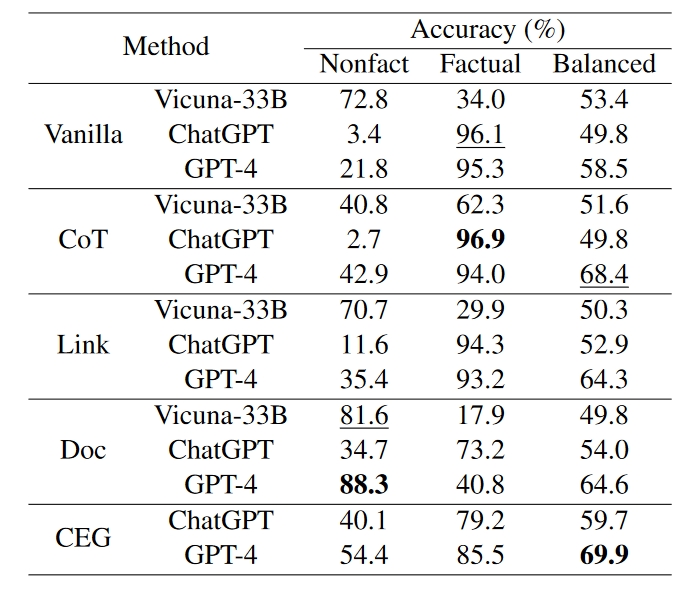 Method Accuracy (%)
Nonfact Factual Balanced
Vicuna-33B 72.8 34.0 53.4
Vanilla ChatGPT 3.4 96.1 49.8
GPT-4 21.8 95.3 58.5
Vicuna-33B 40.8 62.3 51.6
CoT ChatGPT 2.7 96.9 49.8
GPT-4 42.9 94.0 68.4
Vicuna-33B 70.7 29.9 50.3
Link ChatGPT 11.6 94.3 52.9
GPT-4 35.4 93.2 64.3
Vicuna-33B 81.6 17.9 49.8
Doc ChatGPT 34.7 73.2 54.0
GPT-4 88.3 40.8 64.6
CEG ChatGPT 40.1 79.2 59.7
GPT-4 54.4 85.5 69.9